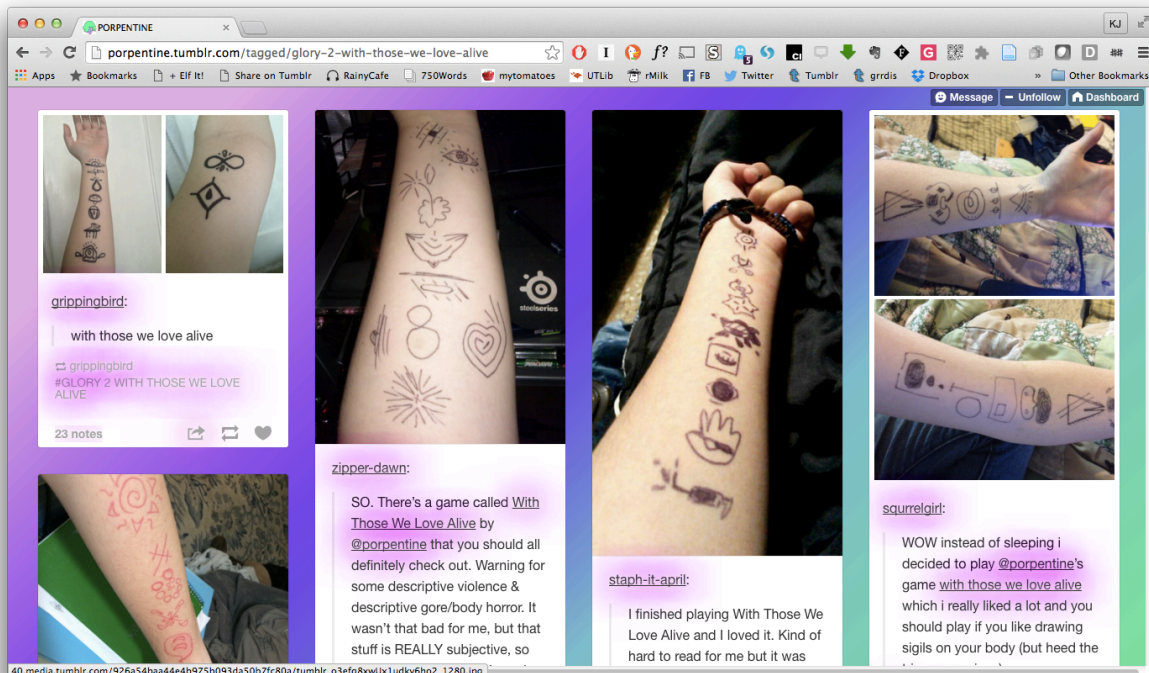 PORPENTINE
KJ
porpentine.tumblr.com/tagged/glory-2-with-those-we-love-alive
Apps
Bookmarks
+ Elf It!
Share on Tumblr
RainyCafe
750Words
mytomatoes
UTLib
rMilk
FB
Twitter
Tumblr
grrdis
Dropbox
»
Other Bookmarks
Message
Unfollow
Dashboard
grippingbird:
with those we love alive
grippingbird
#GLORY 2 WITH THOSE WE LOVE
ALIVE
23 notes
steelseries
zipper-dawn:
SO. There's a game called With
Those We Love Alive by
@porpentine that you should all
definitely check out. Warning for
some descriptive violence &
descriptive gore/body horror. It
wasn't that bad for me, but that
stuff is REALLY subjective, so
staph-it-april:
I finished playing With Those We
Love Alive and I loved it. Kind of
hard to read for me but it was
squrrelgirl:
WOW instead of sleeping i
decided to play @porpentine's
game with those we love alive
which i really liked a lot and you
should play if you like drawing
sigils on your body (but heed the